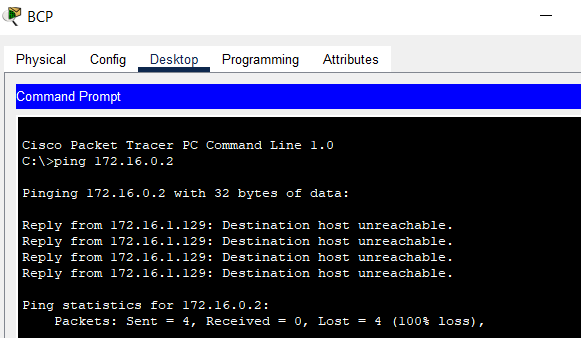 BCP
Physical Config Desktop Programming Attributes
Command Prompt
Cisco Packet Tracer PC Command Line 1.0
C:\>ping 172.16.0.2
Pinging 172.16.0.2 with 32 bytes of data:
Reply from 172.16.1.129: Destination host unreachable.
Reply from 172.16.1.129: Destination host unreachable.
Reply from 172.16.1.129: Destination host unreachable.
Reply from 172.16.1.129: Destination host unreachable.
Ping statistics for 172.16.0.2:
    Packets: Sent = 4, Received = 0, Lost = 4 (100% loss),